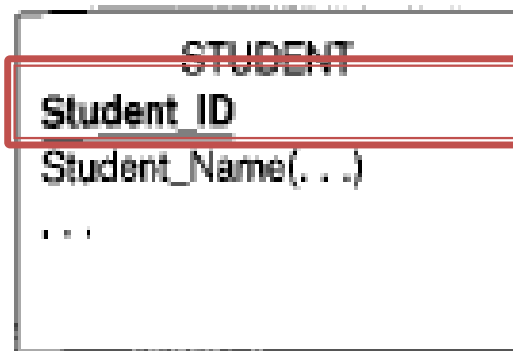 STUDENT
Student_ID
Student_Name(. . .)
. . .